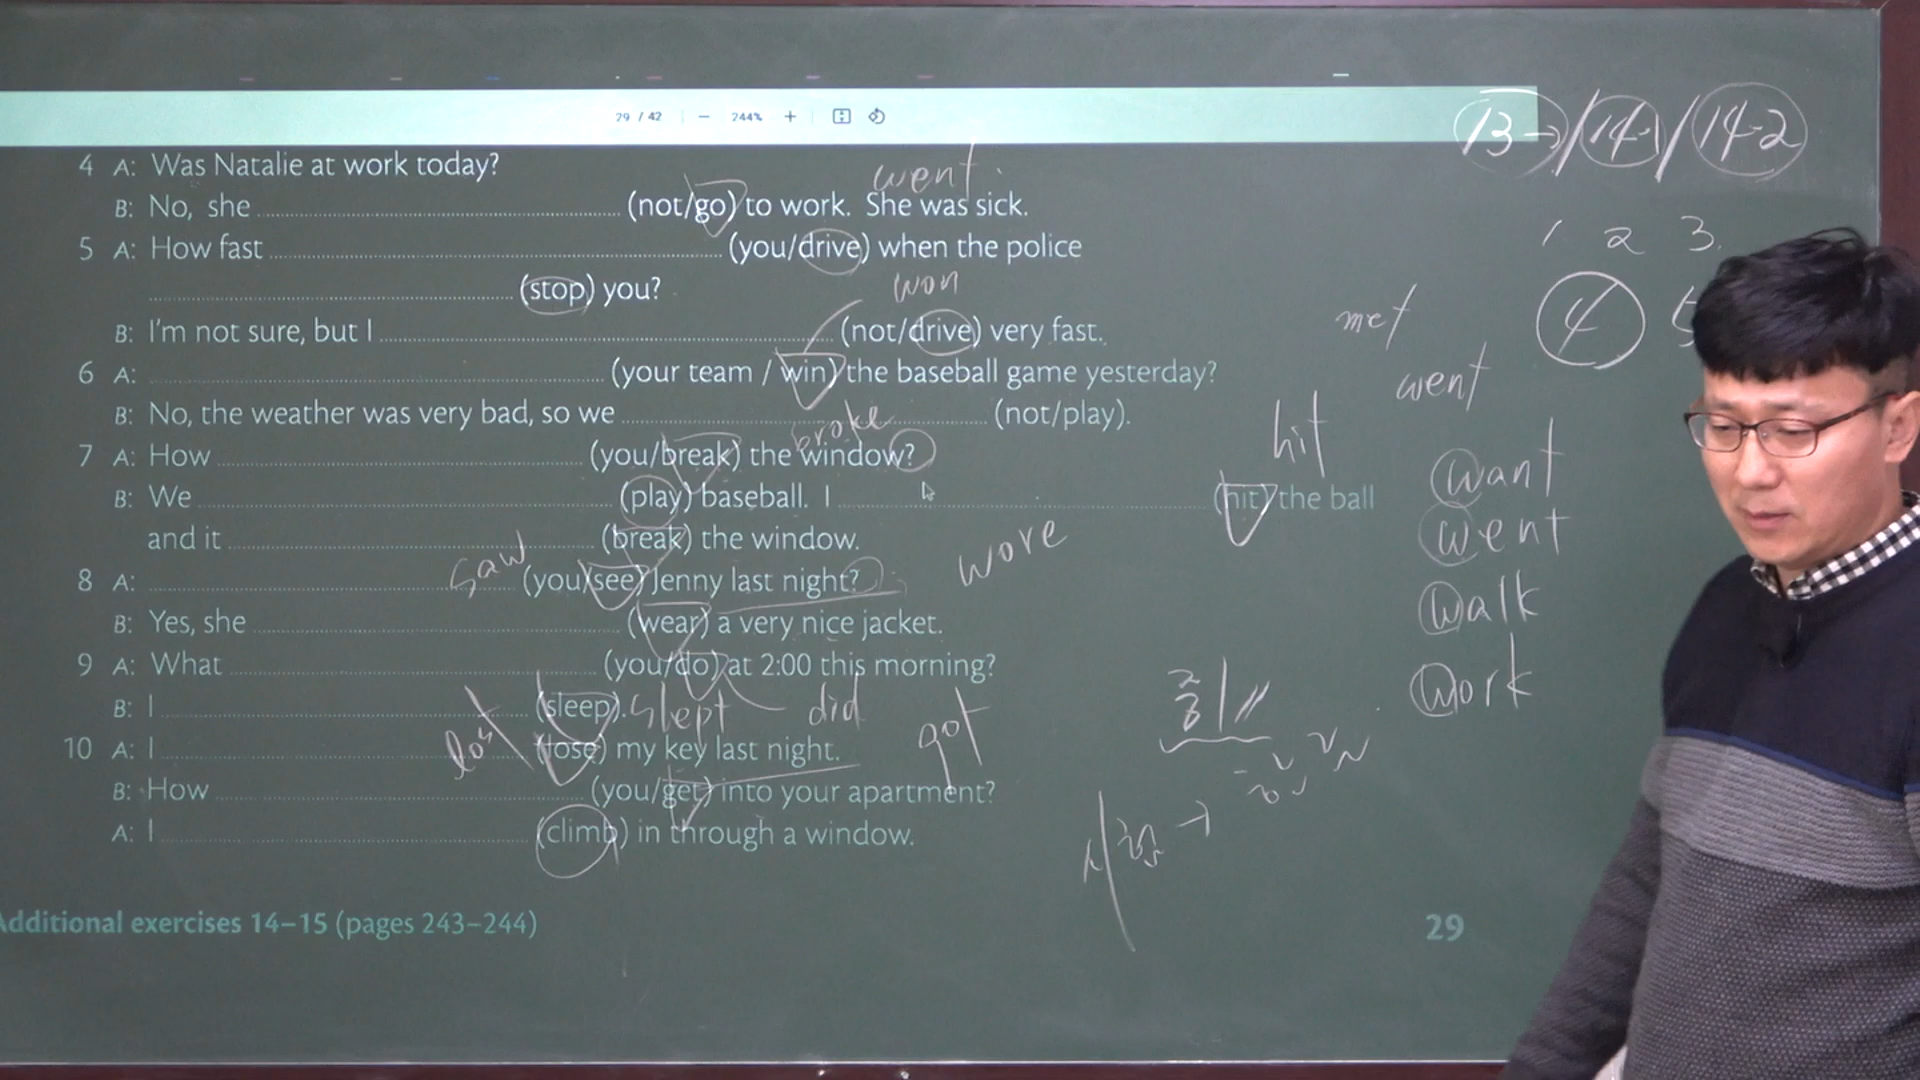 29 / 42 − 244% +
13 → / 14-1 / 14-2
4 A: Was Natalie at work today?
went
B: No, she (not/go) to work. She was sick.
1 2 3.
5 A: How fast (you/drive) when the police
(stop) you?
won
met
4 5
B: I'm not sure, but I (not/drive) very fast.
6 A: (your team / win) the baseball game yesterday?
went
B: No, the weather was very bad, so we (not/play).
broke
hit
7 A: How (you/break) the window?
want
B: We (play) baseball. I (hit) the ball
went
and it (break) the window.
saw
wore
8 A: (you/see) Jenny last night?
walk
B: Yes, she (wear) a very nice jacket.
9 A: What (you/do) at 2:00 this morning?
work
B: I (sleep). slept did
lost
got
10 A: I (lose) my key last night.
B: How (you/get) into your apartment?
A: I (climb) in through a window.
Additional exercises 14–15 (pages 243–244)
29